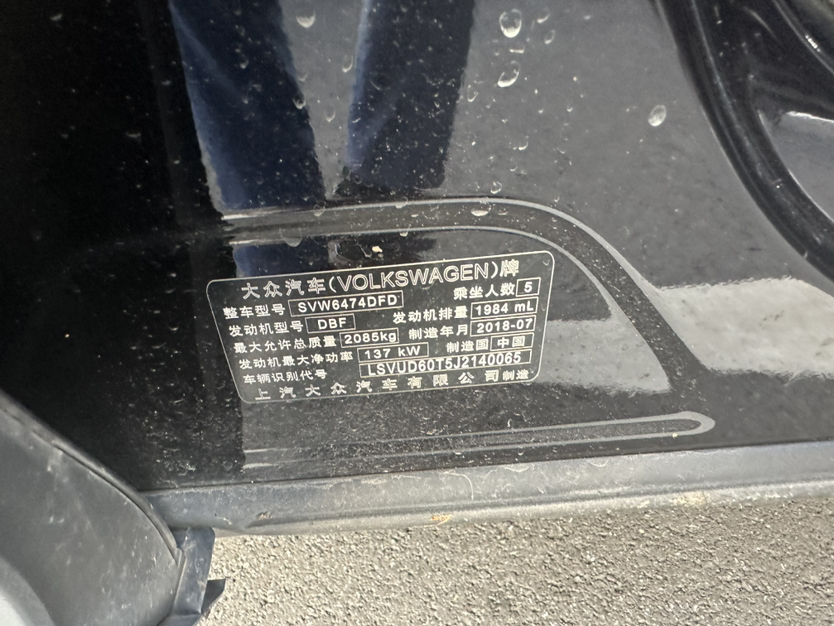 大众汽车(VOLKSWAGEN)牌
整车型号 SVW6474DFD 乘坐人数 5
发动机型号 DBF 发动机排量 1984 mL
最大允许总质量 2085kg 制造年月 2018-07
发动机最大净功率 137 kW 制造国 中国
车辆识别代号 LSVUD60T5J2140065
上汽大众汽车有限公司制造